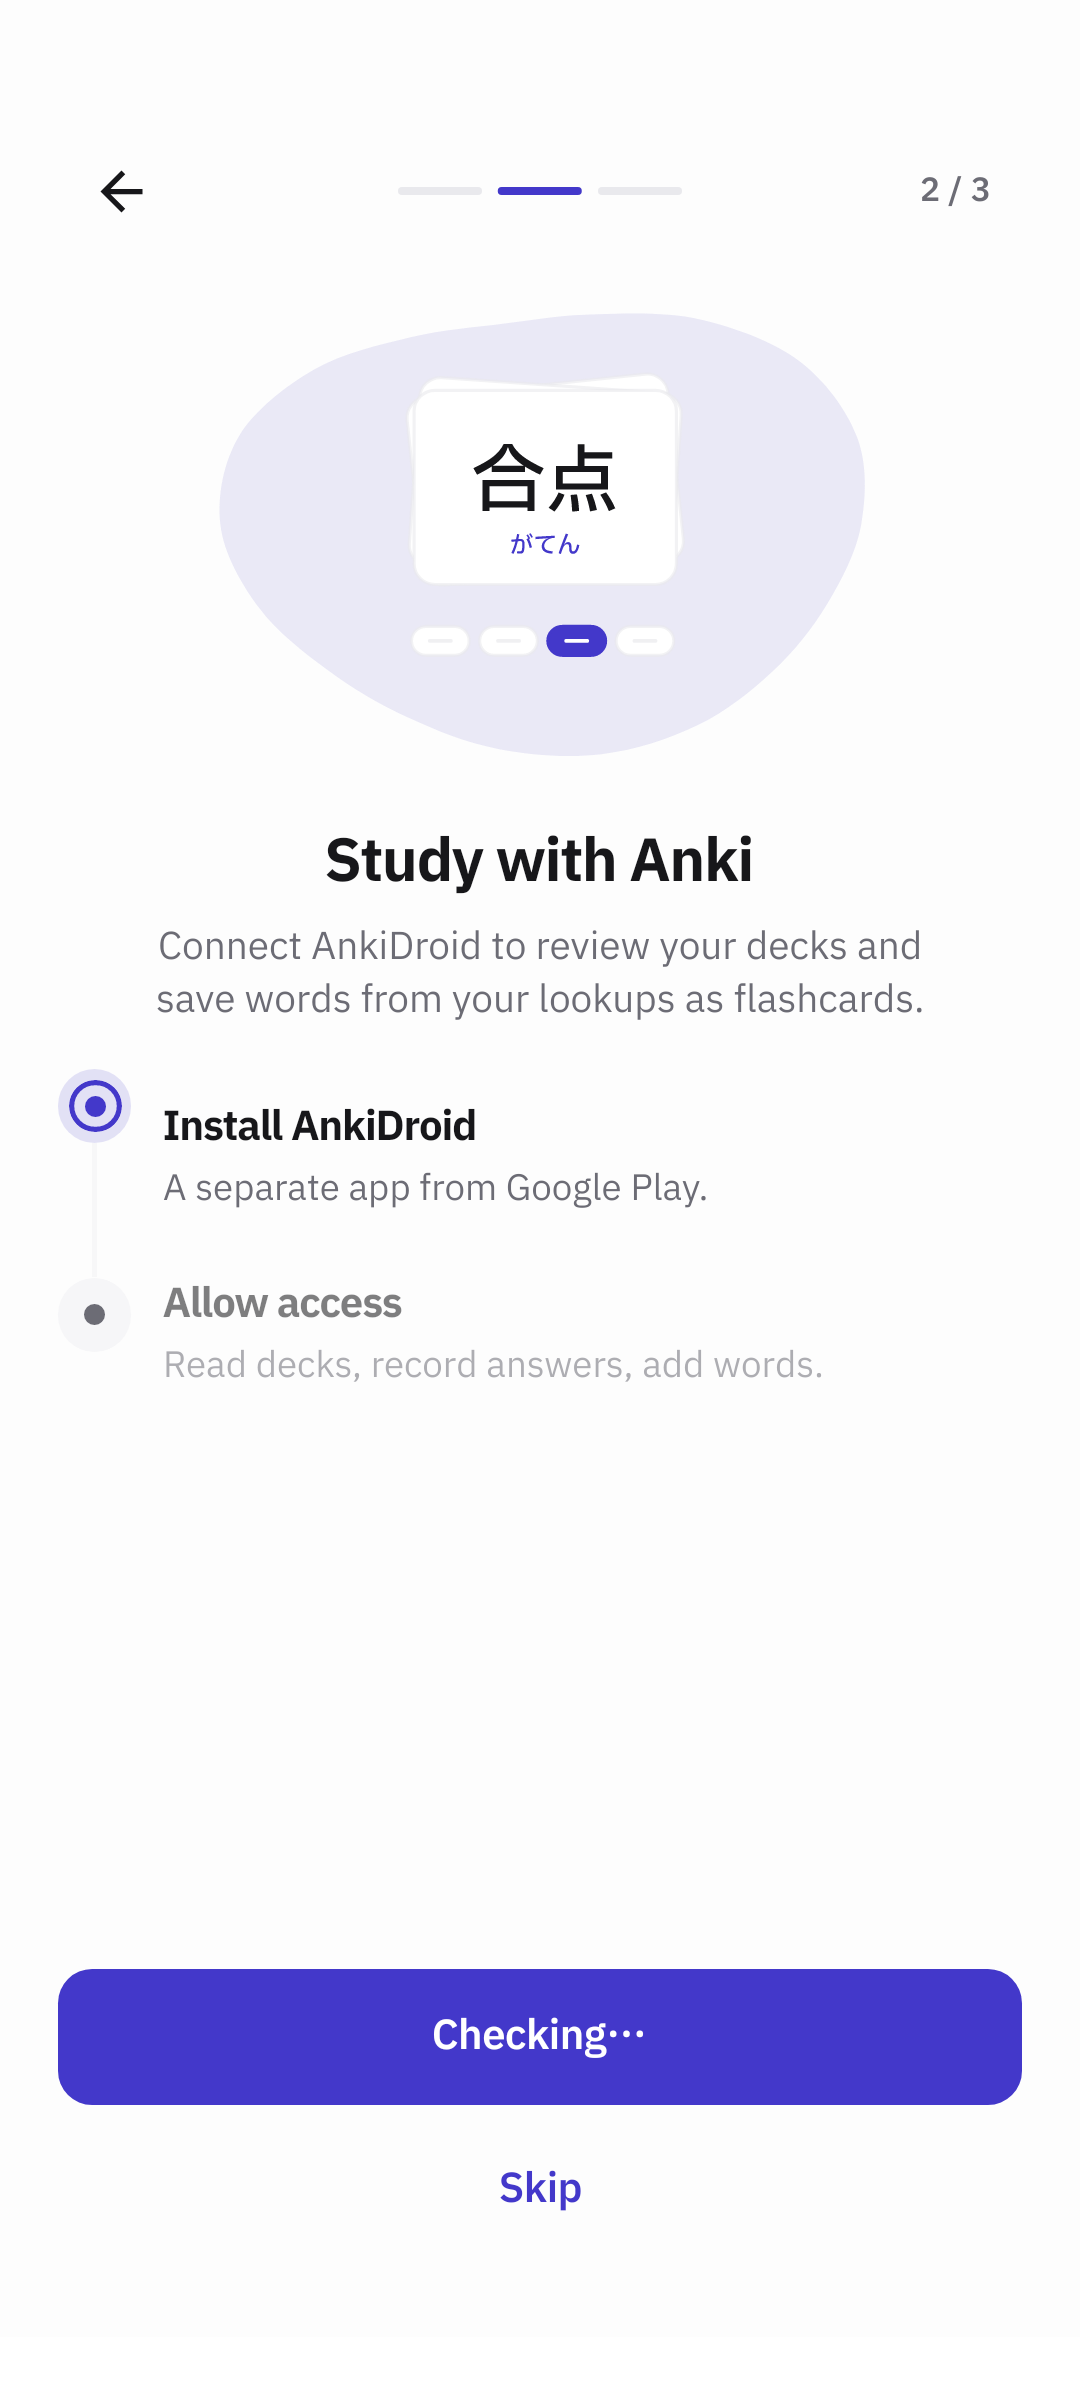 2 / 3
合点
がてん
Study with Anki
Connect AnkiDroid to review your decks and
save words from your lookups as flashcards.
Install AnkiDroid
A separate app from Google Play.
Allow access
Read decks, record answers, add words.
Checking⋯
Skip